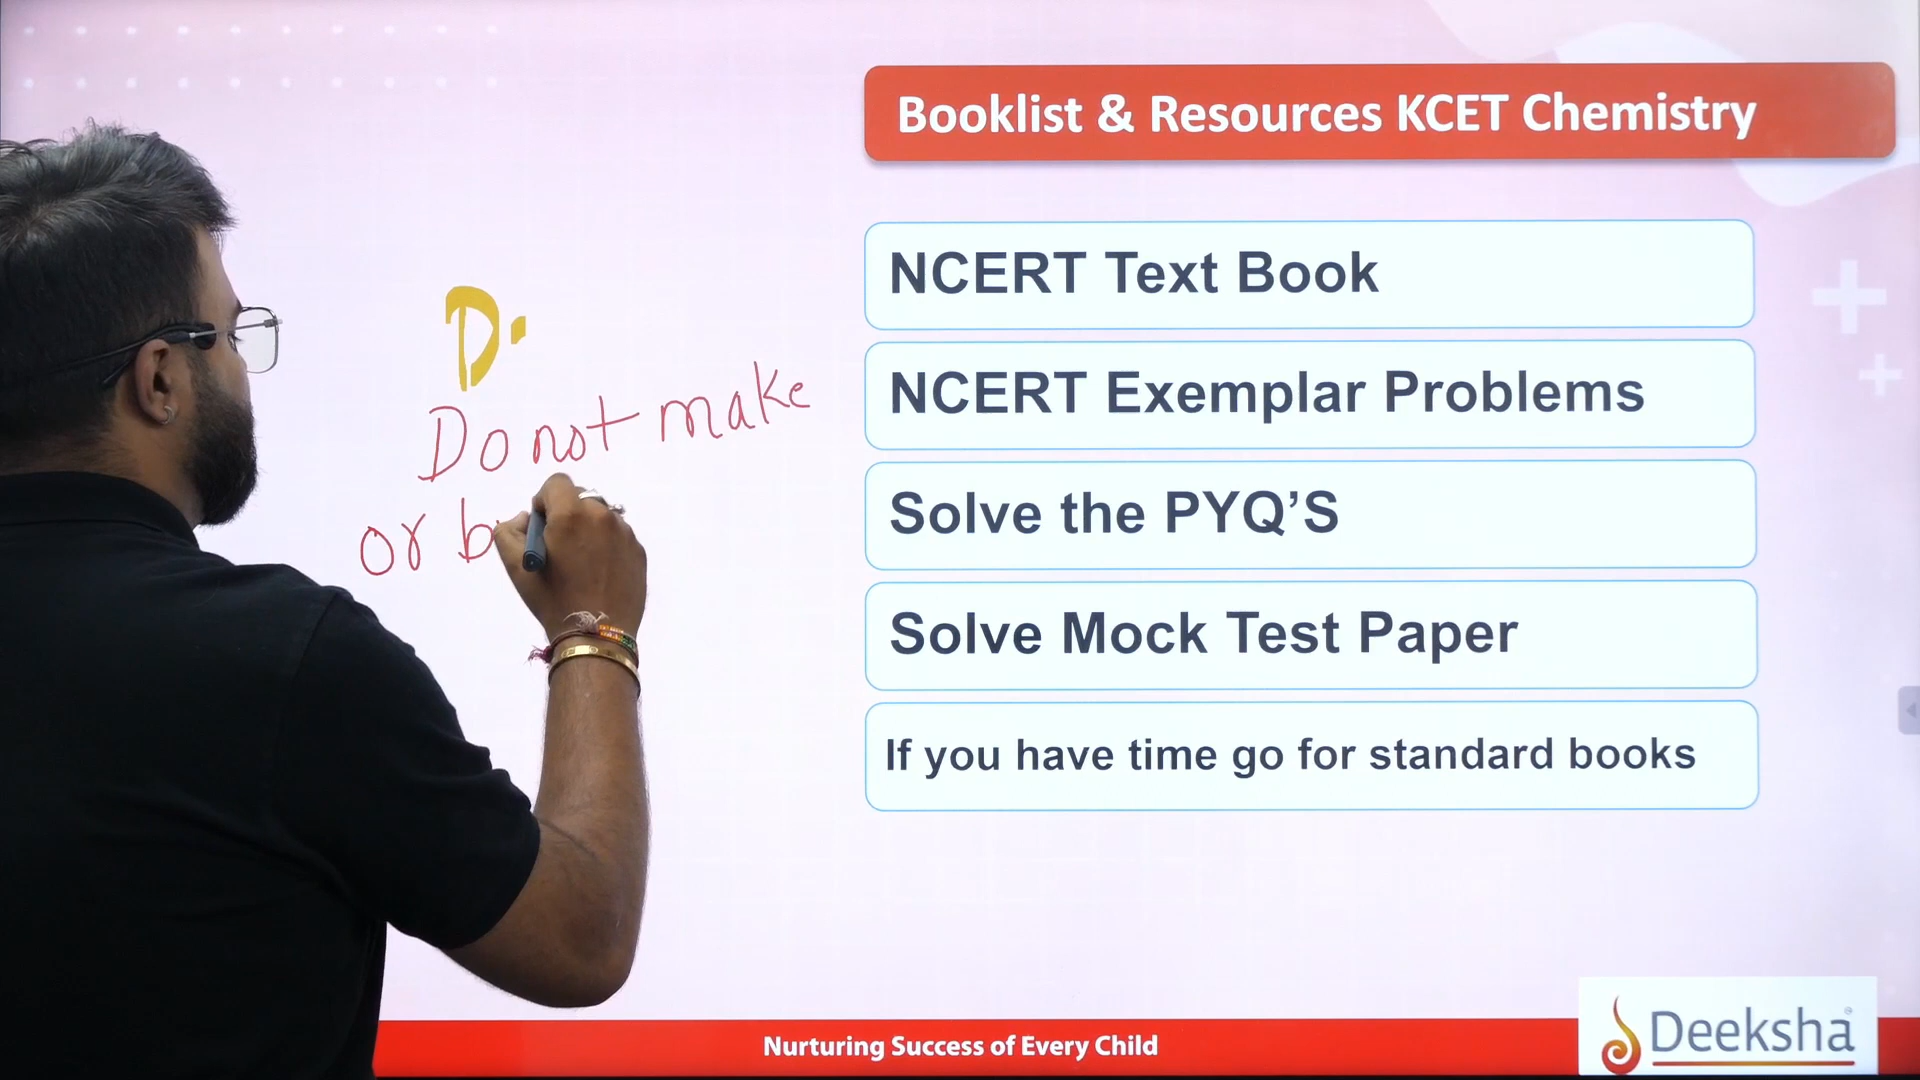 Booklist & Resources KCET Chemistry
NCERT Text Book
NCERT Exemplar Problems
Solve the PYQ’S
Solve Mock Test Paper
If you have time go for standard books
D.
Do not make
or
Nurturing Success of Every Child
Deeksha